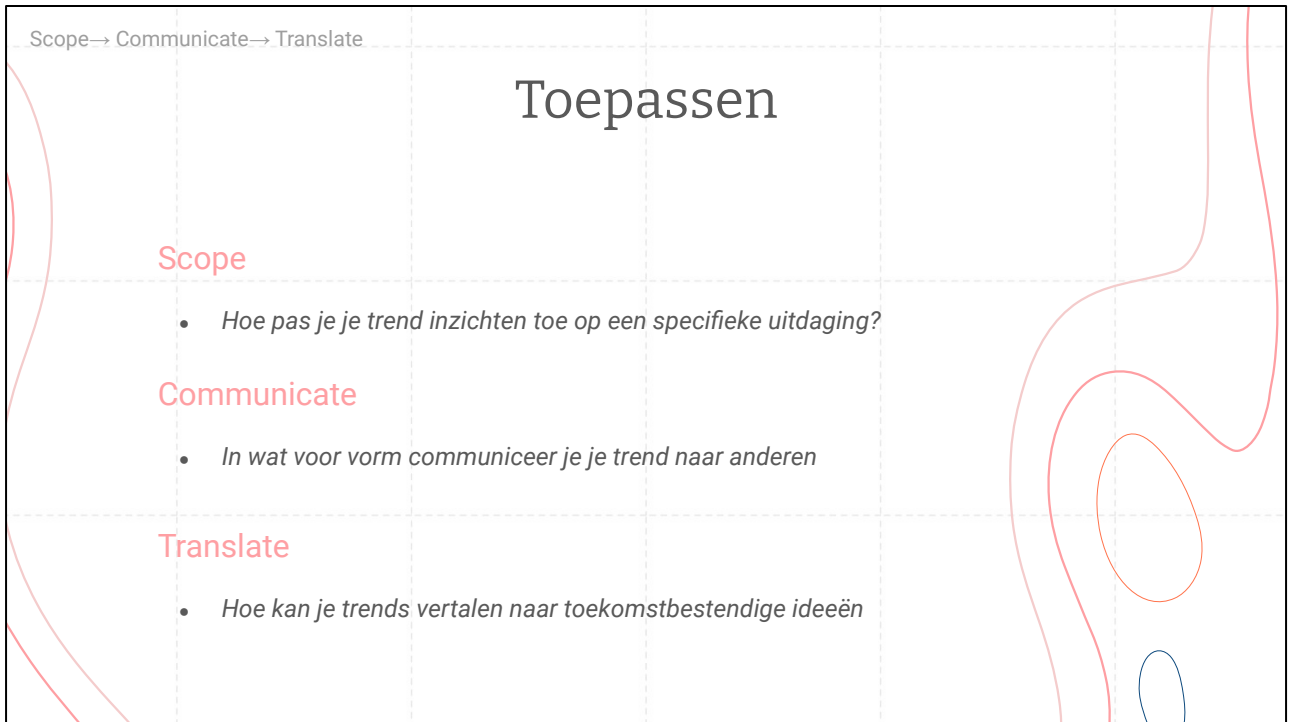 Scope→ Communicate→ Translate
Toepassen
Scope
● Hoe pas je je trend inzichten toe op een specifieke uitdaging?
Communicate
● In wat voor vorm communiceer je je trend naar anderen
Translate
● Hoe kan je trends vertalen naar toekomstbestendige ideeën